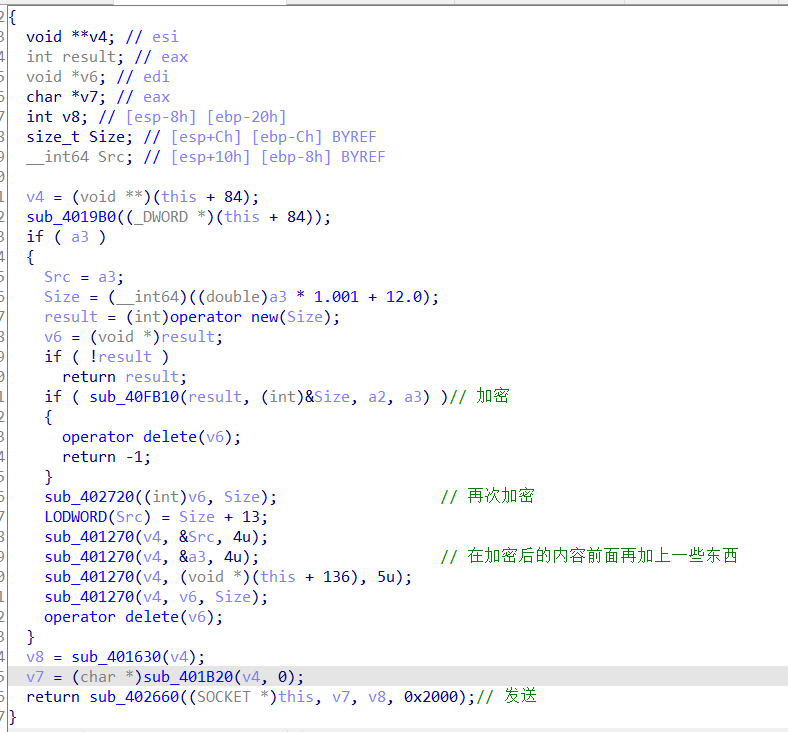 {
void **v4; // esi
int result; // eax
void *v6; // edi
char *v7; // eax
int v8; // [esp-8h] [ebp-20h]
size_t Size; // [esp+Ch] [ebp-Ch] BYREF
__int64 Src; // [esp+10h] [ebp-8h] BYREF
v4 = (void **)(this + 84);
sub_4019B0((_DWORD *)(this + 84));
if ( a3 )
{
Src = a3;
Size = (__int64)((double)a3 * 1.001 + 12.0);
result = (int)operator new(Size);
v6 = (void *)result;
if ( !result )
return result;
if ( sub_40FB10(result, (int)&Size, a2, a3) )// 加密
{
operator delete(v6);
return -1;
}
sub_402720((int)v6, Size); // 再次加密
LODWORD(Src) = Size + 13;
sub_401270(v4, &Src, 4u);
sub_401270(v4, &a3, 4u); // 在加密后的内容前面再加上一些东西
sub_401270(v4, (void *)(this + 136), 5u);
sub_401270(v4, v6, Size);
operator delete(v6);
}
v8 = sub_401630(v4);
v7 = (char *)sub_401B20(v4, 0);
return sub_402660((SOCKET *)this, v7, v8, 0x2000);// 发送
}